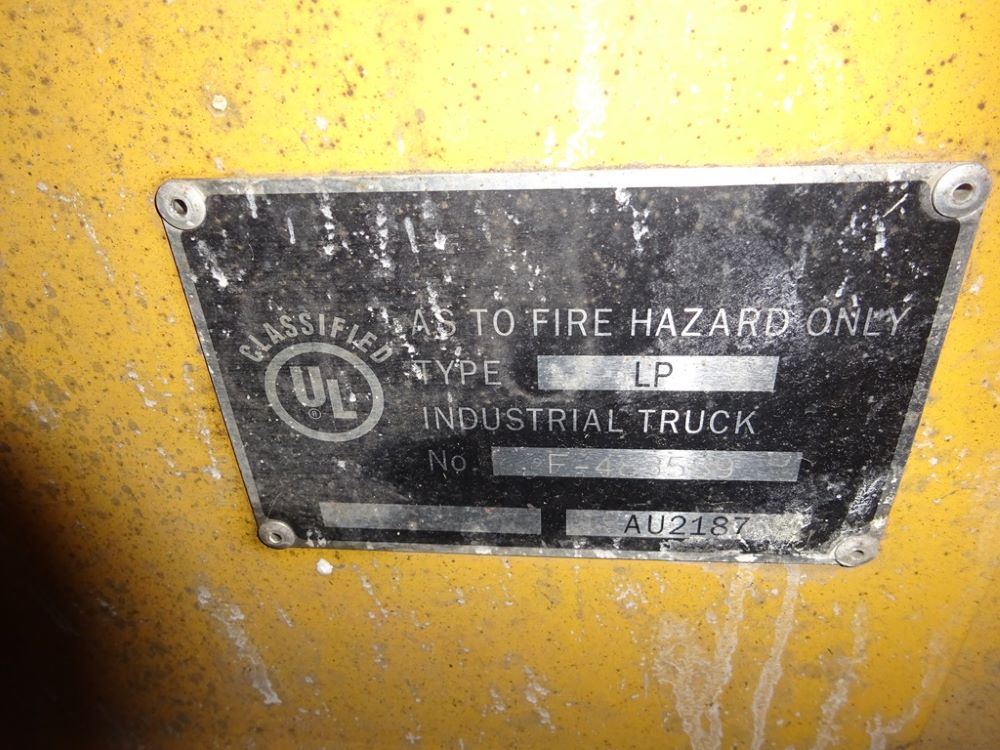 CLASSIFIED
UL
®
AS TO FIRE HAZARD ONLY
TYPE LP
INDUSTRIAL TRUCK
No.
AU2187